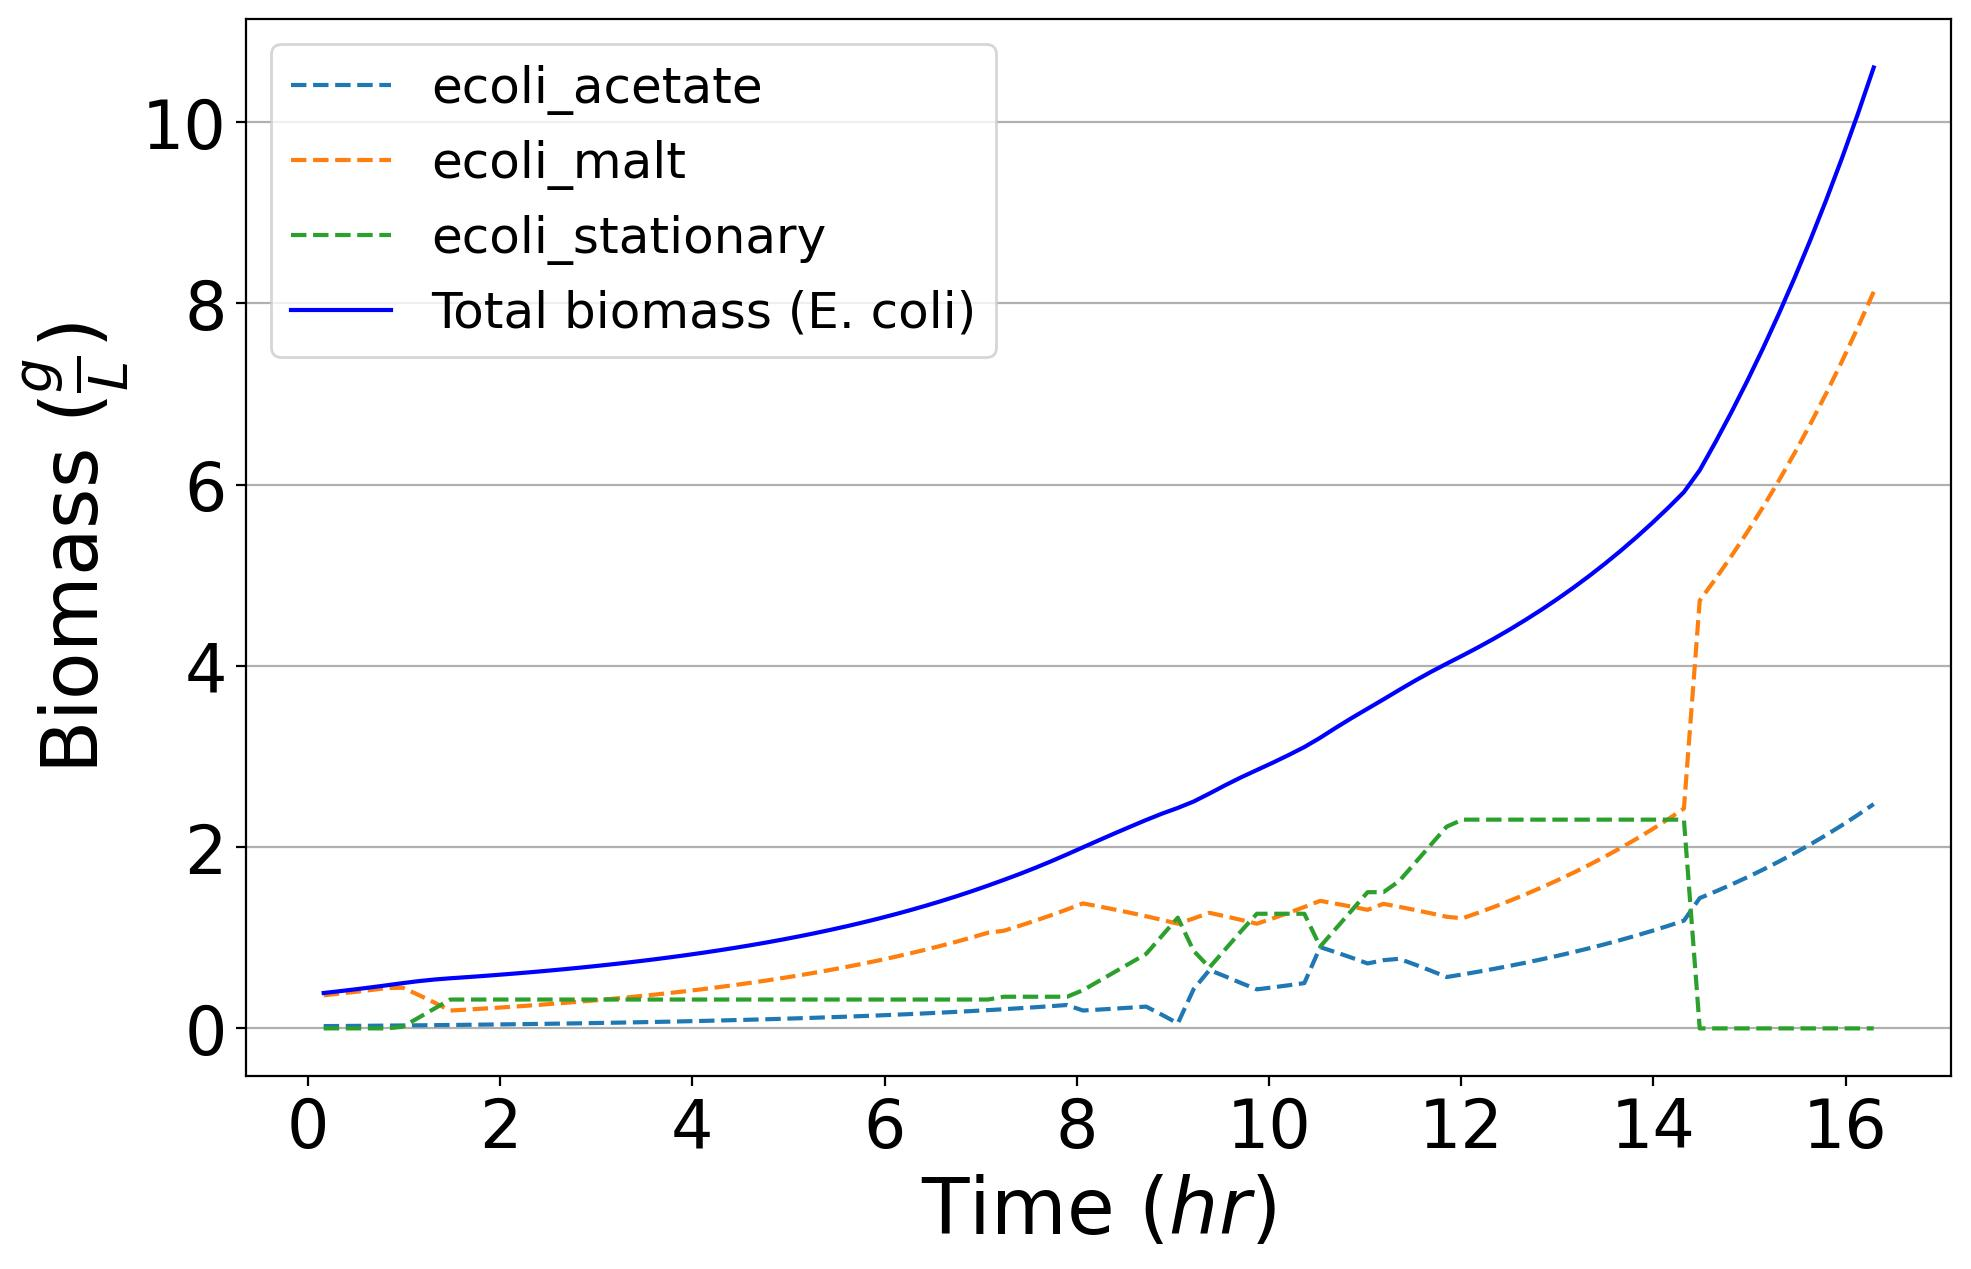 ecoli_acetate
ecoli_malt
ecoli_stationary
Total biomass (E. coli)
10
8
6
4
2
0
Biomass (g/L)
0 2 4 6 8 10 12 14 16
Time (hr)